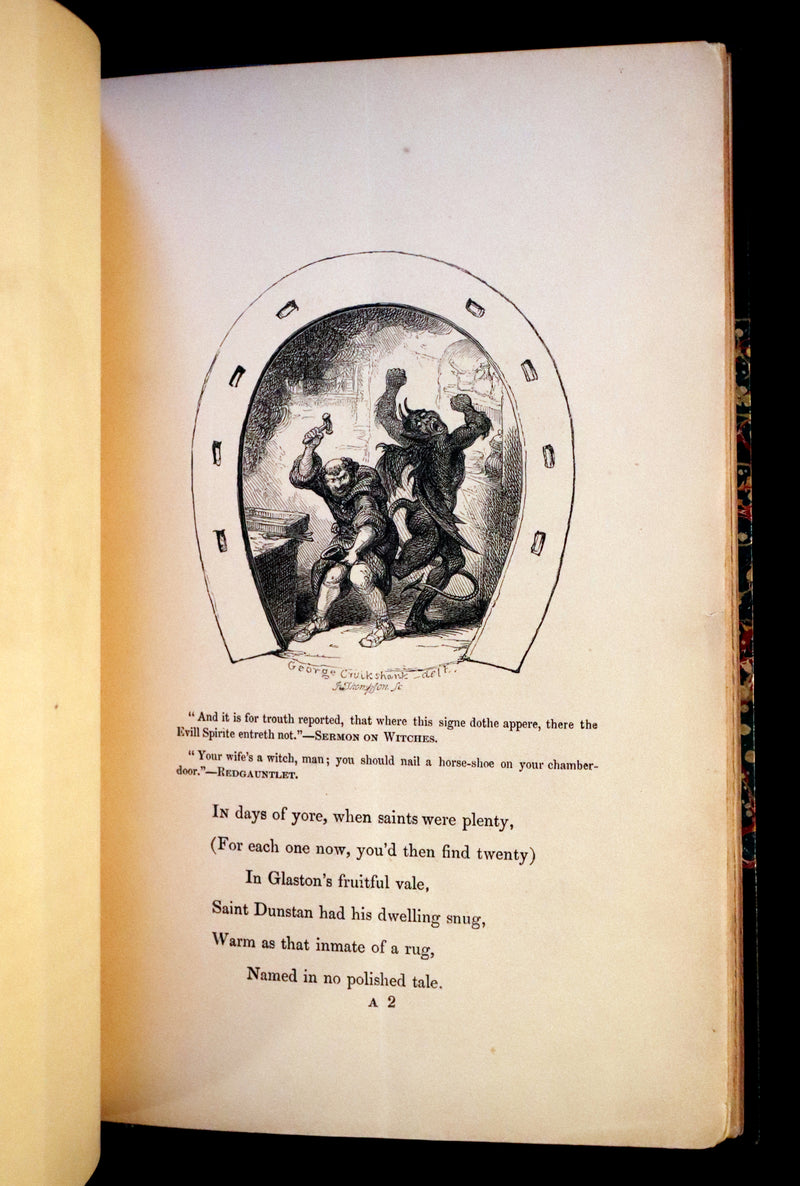 George Cruikshank delt.
J. Thompson Sc
"And it is for trouth reported, that where this signe dothe appere, there the
Evill Spirite entreth not."—SERMON ON WITCHES.
"Your wife's a witch, man; you should nail a horse-shoe on your chamber-
door."—REDGAUNTLET.
IN days of yore, when saints were plenty,
(For each one now, you'd then find twenty)
In Glaston's fruitful vale,
Saint Dunstan had his dwelling snug,
Warm as that inmate of a rug,
Named in no polished tale.
A 2